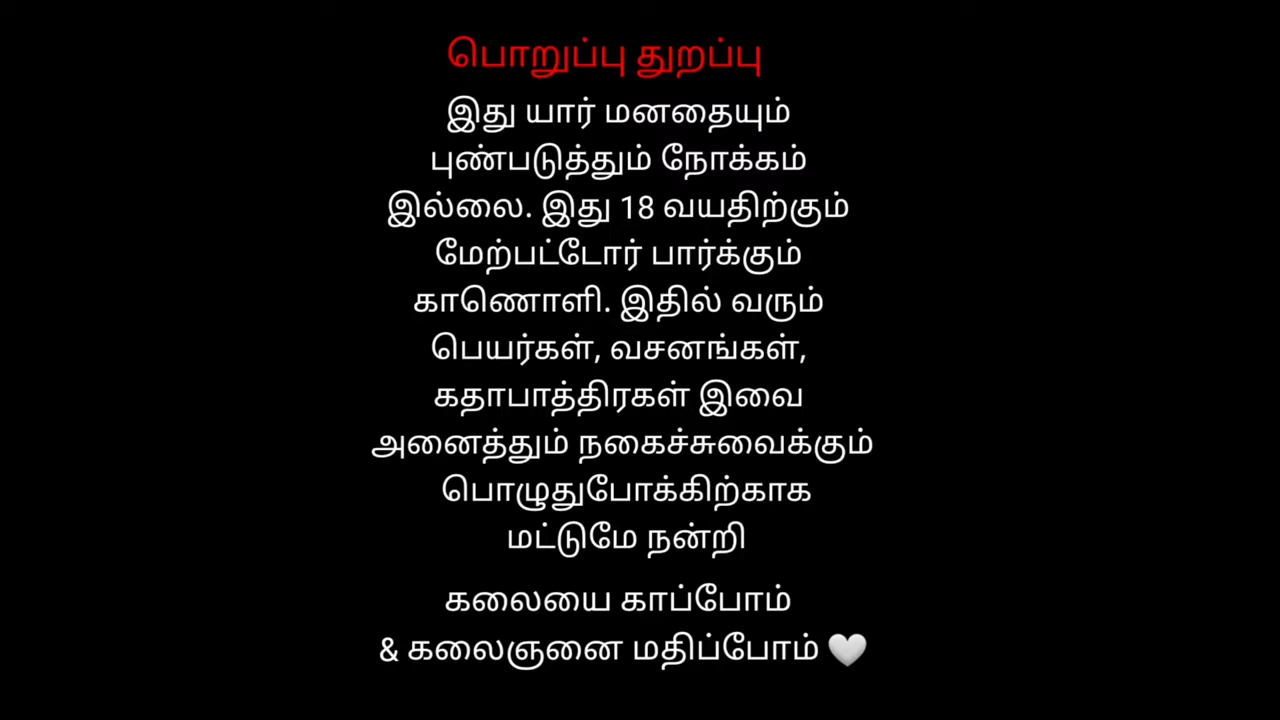 பொறுப்பு துறப்பு
இது யார் மனதையும்
புண்படுத்தும் நோக்கம்
இல்லை. இது 18 வயதிற்கும்
மேற்பட்டோர் பார்க்கும்
காணொளி. இதில் வரும்
பெயர்கள், வசனங்கள்,
கதாபாத்திரகள் இவை
அனைத்தும் நகைச்சுவைக்கும்
பொழுதுபோக்கிற்காக
மட்டுமே நன்றி
கலையை காப்போம்
& கலைஞனை மதிப்போம் 🤍